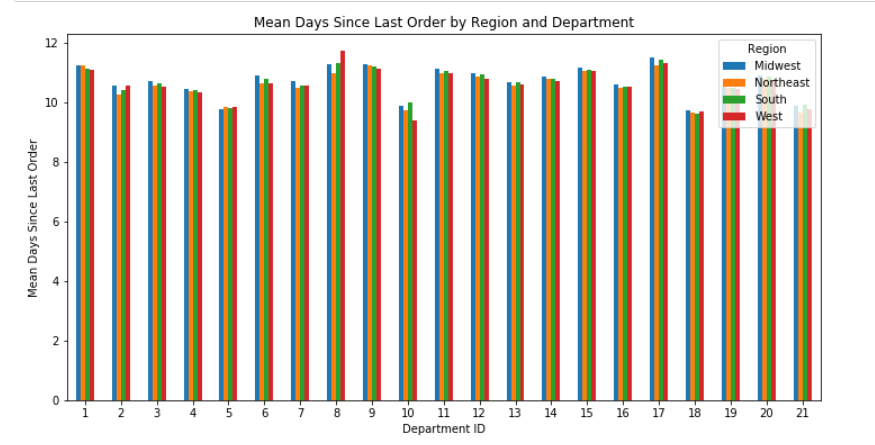 Mean Days Since Last Order by Region and Department
12
10
8
6
4
2
0
Mean Days Since Last Order
Region
Midwest
Northeast
South
West
1 2 3 4 5 6 7 8 9 10 11 12 13 14 15 16 17 18 19 20 21
Department ID